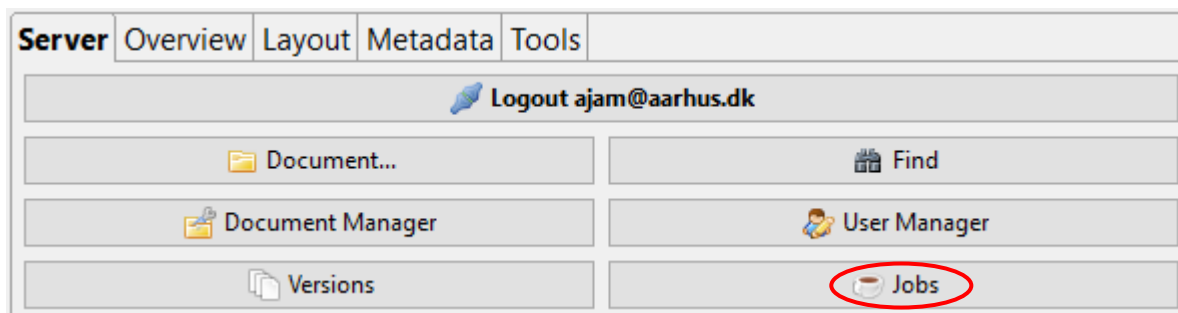 Server Overview Layout Metadata Tools
Logout ajam@aarhus.dk
Document... Find
Document Manager User Manager
Versions Jobs